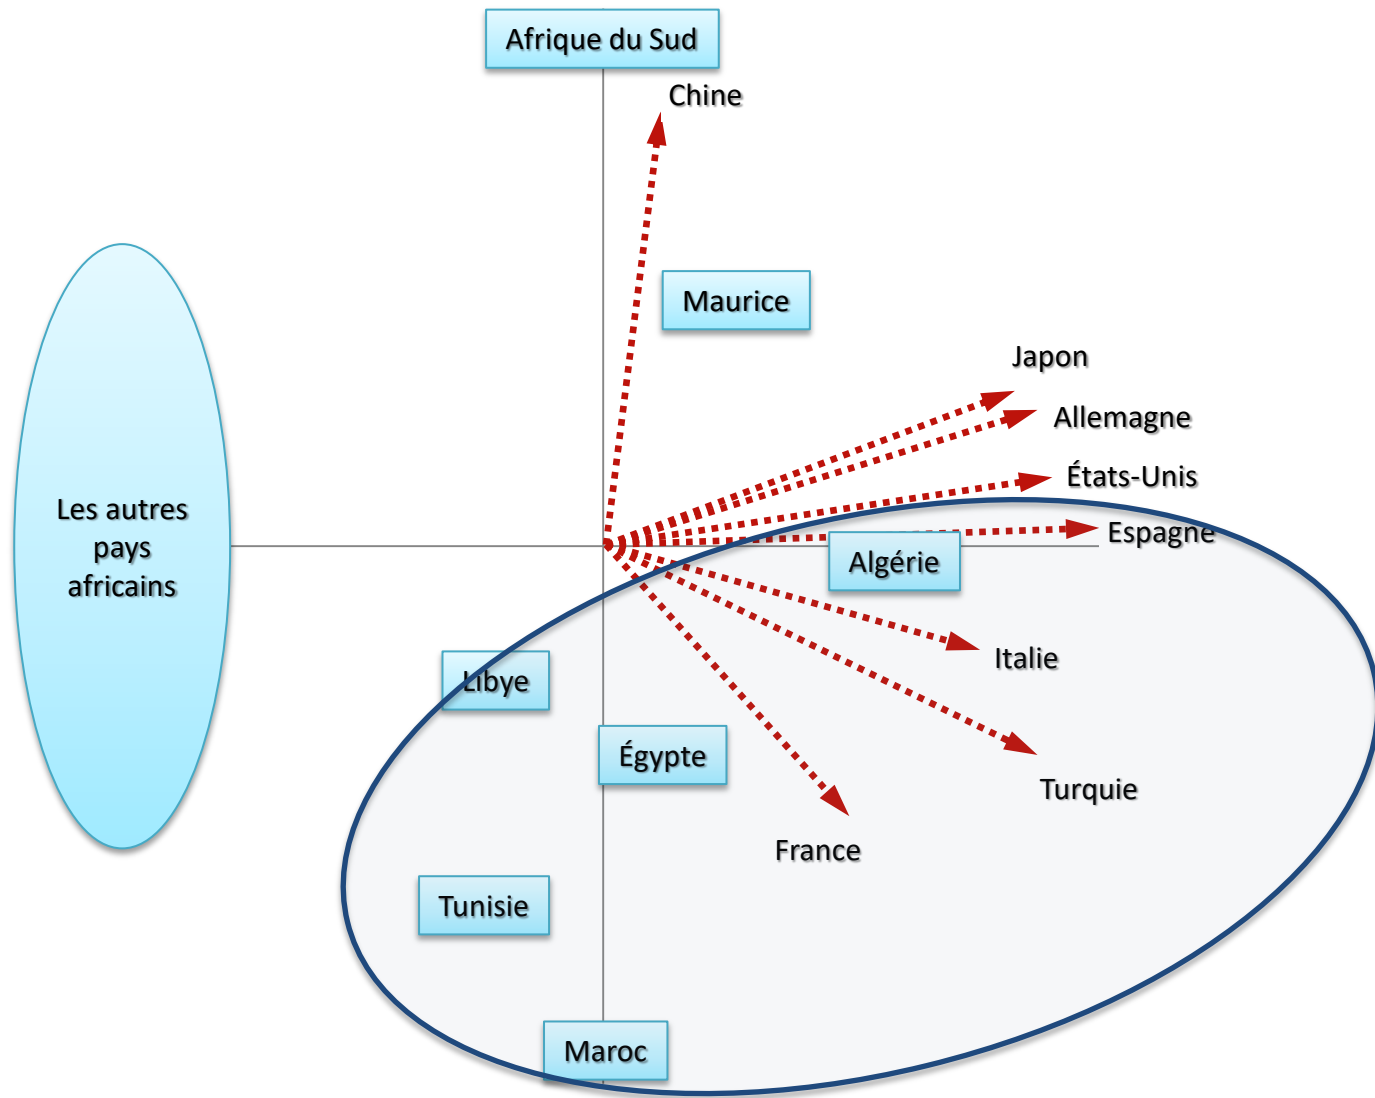 Afrique du Sud
Chine
Maurice
Japon
Allemagne
États-Unis
Les autres
pays
africains
Espagne
Algérie
Italie
Libye
Égypte
Turquie
France
Tunisie
Maroc